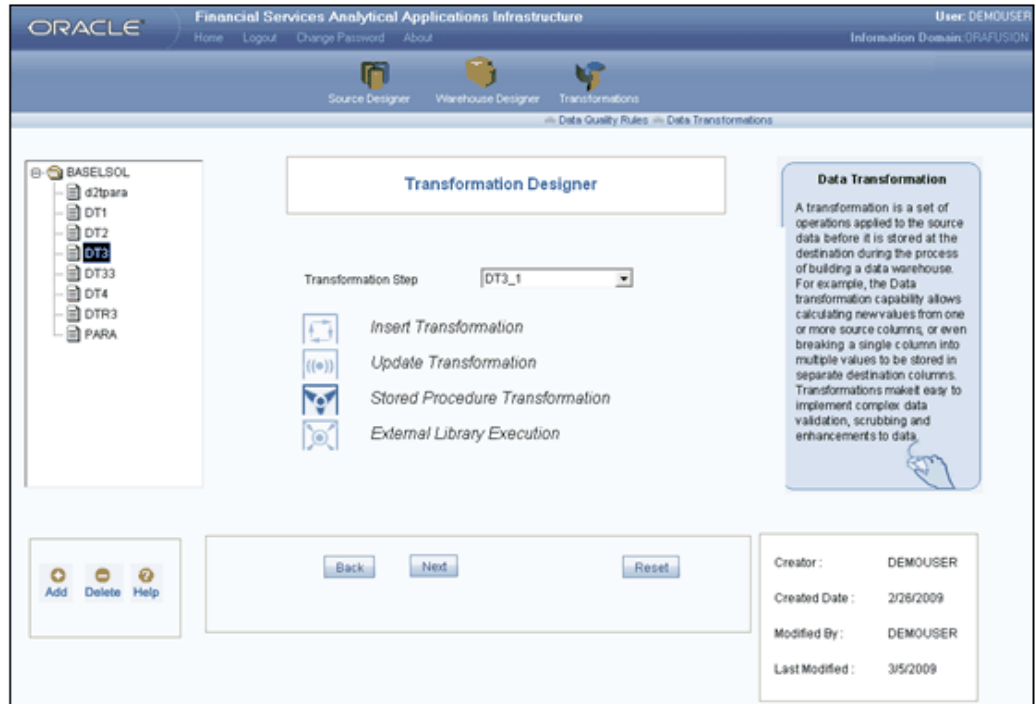 ORACLE
Financial Services Analytical Applications Infrastructure
User: DEMOUSER
Home Logout Change Password About
Information Domain:ORAFUSION
Source Designer Warehouse Designer Transformations
Data Quality Rules Data Transformations
BASELSOL
d2tpara
DT1
DT2
DT3
DT33
DT4
DTR3
PARA
Transformation Designer
Transformation Step DT3_1
Insert Transformation
Update Transformation
Stored Procedure Transformation
External Library Execution
Data Transformation
A transformation is a set of
operations applied to the source
data before it is stored at the
destination during the process
of building a data warehouse.
For example, the Data
transformation capability allows
calculating newvalues from one
or more source columns, or even
breaking a single column into
multiple values to be stored in
separate destination columns.
Transformations makeit easy to
implement complex data
validation, scrubbing and
enhancements to data.
Add Delete Help
Back Next Reset
Creator : DEMOUSER
Created Date : 2/26/2009
Modified By : DEMOUSER
Last Modified : 3/5/2009